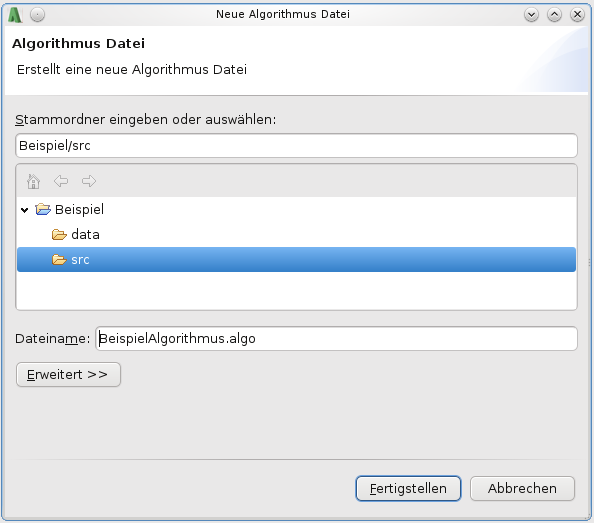 Neue Algorithmus Datei
Algorithmus Datei
Erstellt eine neue Algorithmus Datei
Stammordner eingeben oder auswählen:
Beispiel/src
Beispiel
data
src
Dateiname: BeispielAlgorithmus.algo
Erweitert >>
Fertigstellen Abbrechen